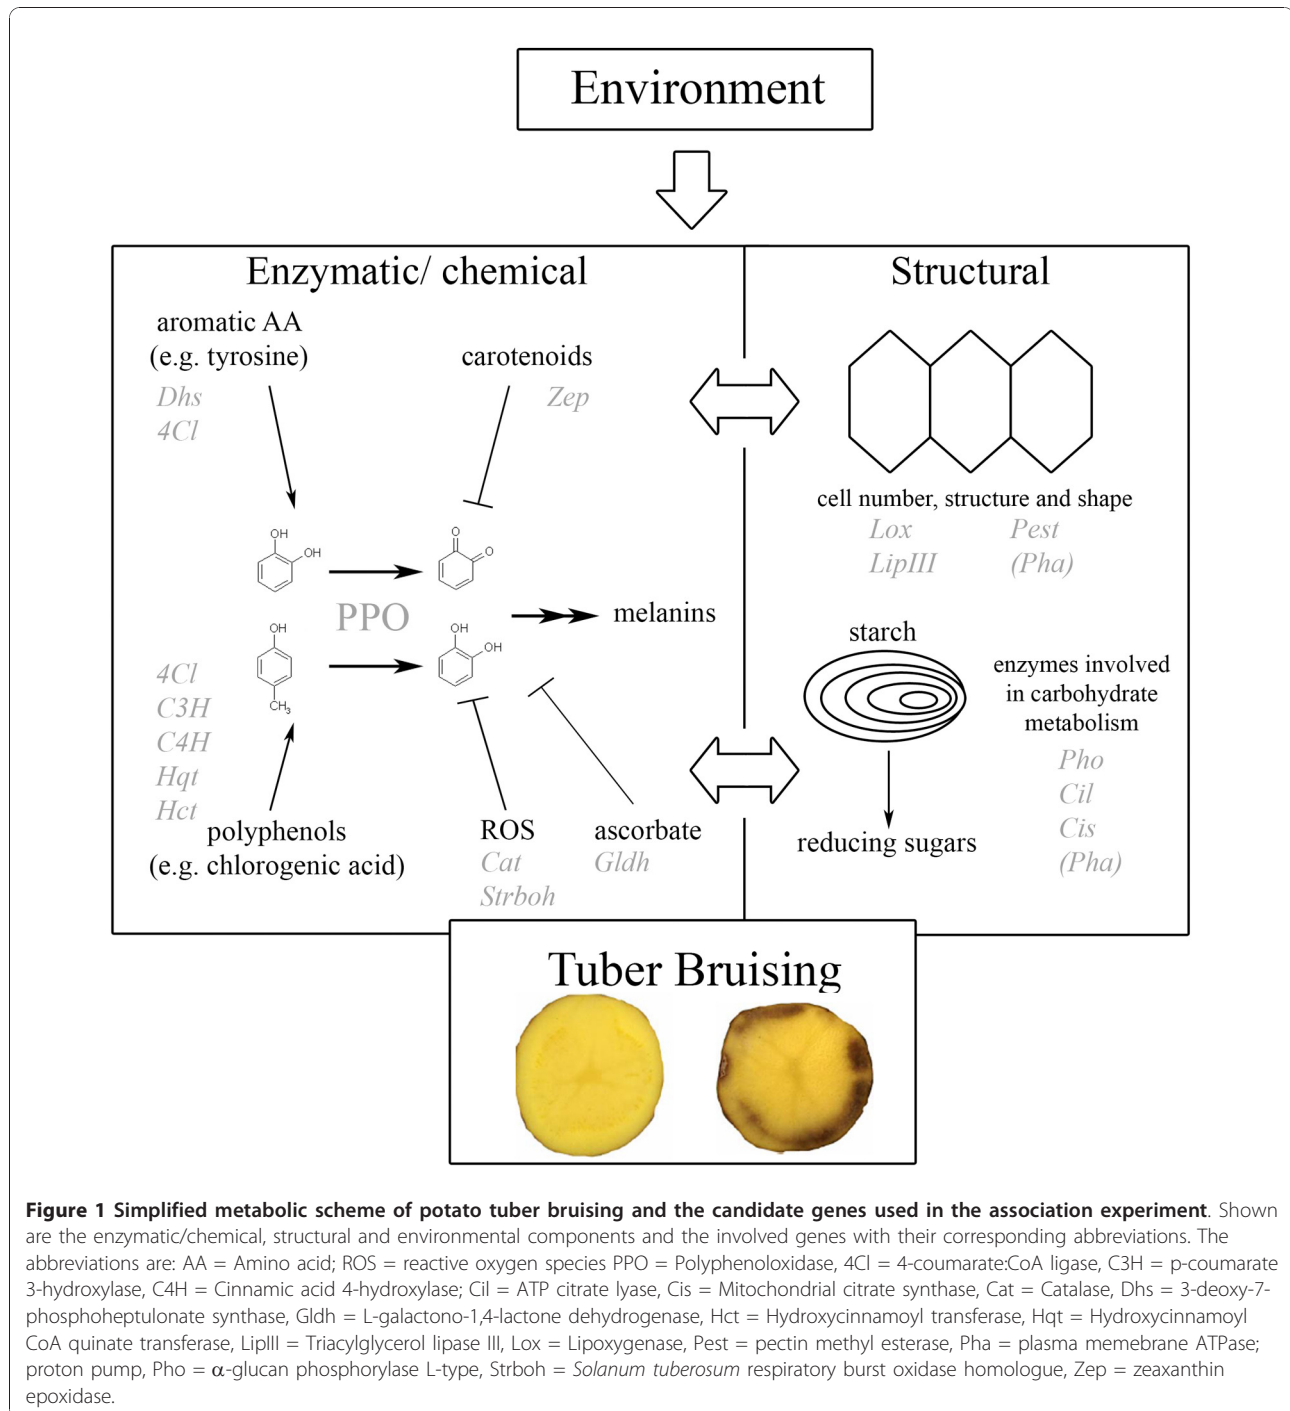 Environment
Enzymatic/ chemical
Structural
aromatic AA
(e.g. tyrosine)
Dhs
4Cl
carotenoids
Zep
OH
OH
O
O
PPO
OH
CH3
OH
OH
melanins
4Cl
C3H
C4H
Hqt
Hct
polyphenols
(e.g. chlorogenic acid)
ROS
Cat
Strboh
ascorbate
Gldh
cell number, structure and shape
Lox
LipIII
Pest
(Pha)
starch
reducing sugars
enzymes involved
in carbohydrate
metabolism
Pho
Cil
Cis
(Pha)
Tuber Bruising
Figure 1 Simplified metabolic scheme of potato tuber bruising and the candidate genes used in the association experiment. Shown
are the enzymatic/chemical, structural and environmental components and the involved genes with their corresponding abbreviations. The
abbreviations are: AA = Amino acid; ROS = reactive oxygen species PPO = Polyphenoloxidase, 4Cl = 4-coumarate:CoA ligase, C3H = p-coumarate
3-hydroxylase, C4H = Cinnamic acid 4-hydroxylase; Cil = ATP citrate lyase, Cis = Mitochondrial citrate synthase, Cat = Catalase, Dhs = 3-deoxy-7-
phosphoheptulonate synthase, Gldh = L-galactono-1,4-lactone dehydrogenase, Hct = Hydroxycinnamoyl transferase, Hqt = Hydroxycinnamoyl
CoA quinate transferase, LipIII = Triacylglycerol lipase III, Lox = Lipoxygenase, Pest = pectin methyl esterase, Pha = plasma memebrane ATPase;
proton pump, Pho = α-glucan phosphorylase L-type, Strboh = Solanum tuberosum respiratory burst oxidase homologue, Zep = zeaxanthin
epoxidase.